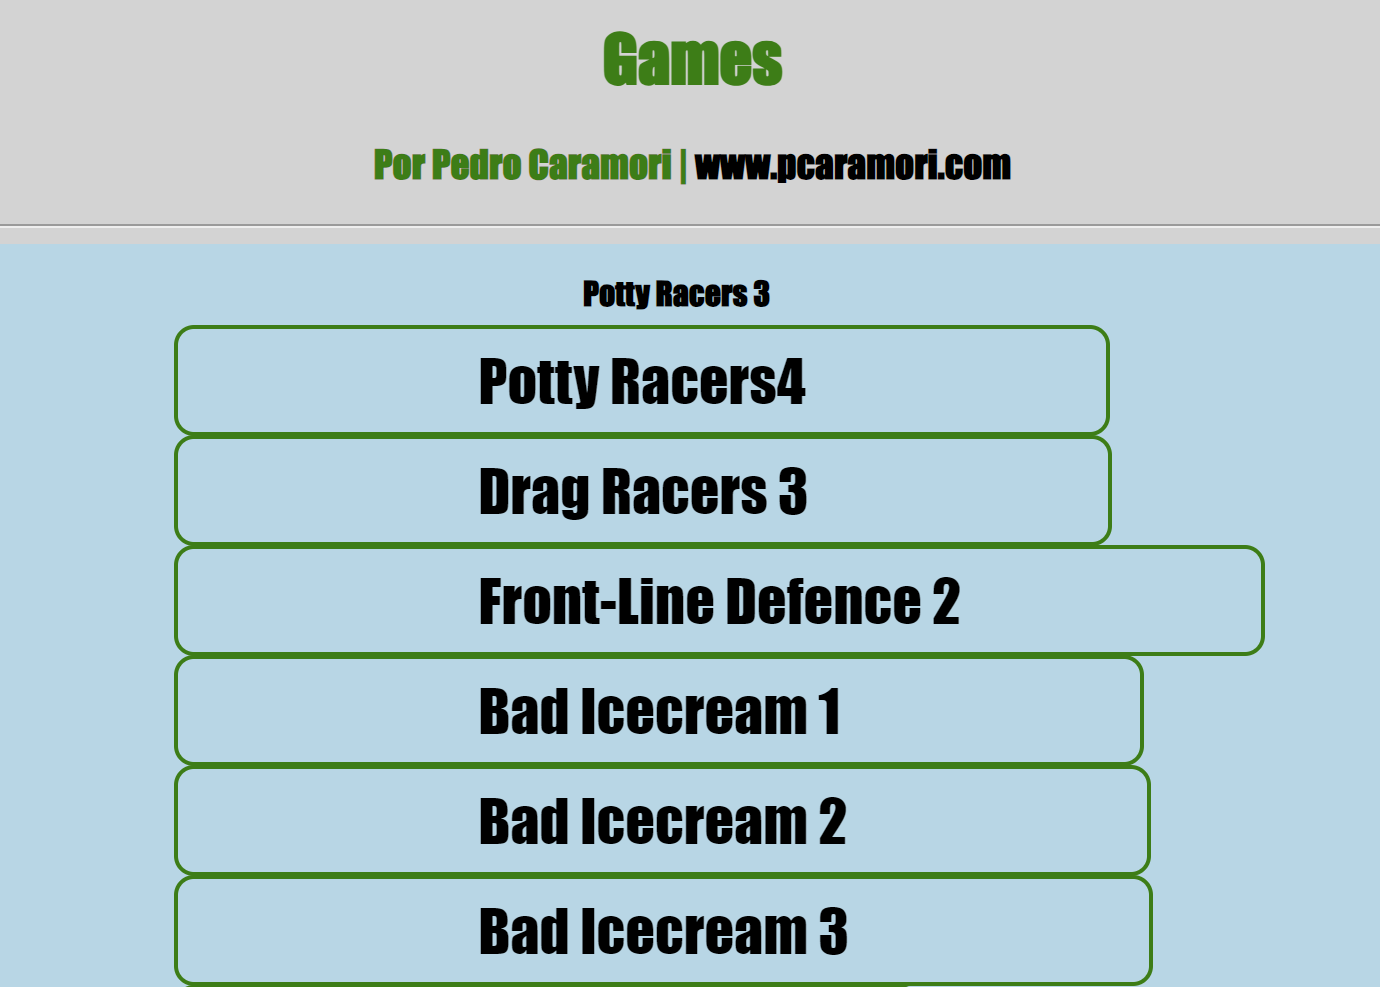 Games
Por Pedro Caramori | www.pcaramori.com
Potty Racers 3
Potty Racers4
Drag Racers 3
Front-Line Defence 2
Bad Icecream 1
Bad Icecream 2
Bad Icecream 3